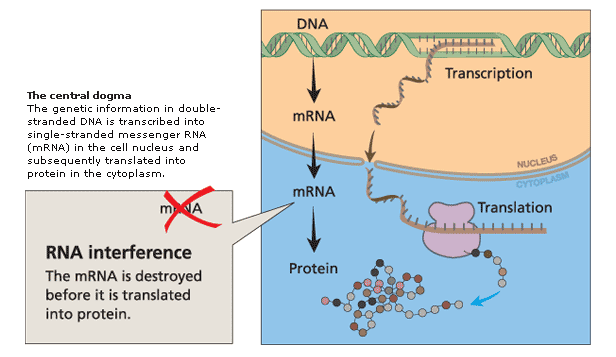 DNA
Transcription
The central dogma
The genetic information in double-
stranded DNA is transcribed into
single-stranded messenger RNA
(mRNA) in the cell nucleus and
subsequently translated into
protein in the cytoplasm.
mRNA
NUCLEUS
CYTOPLASM
mRNA
mRNA
Translation
RNA interference
The mRNA is destroyed
before it is translated
into protein.
Protein